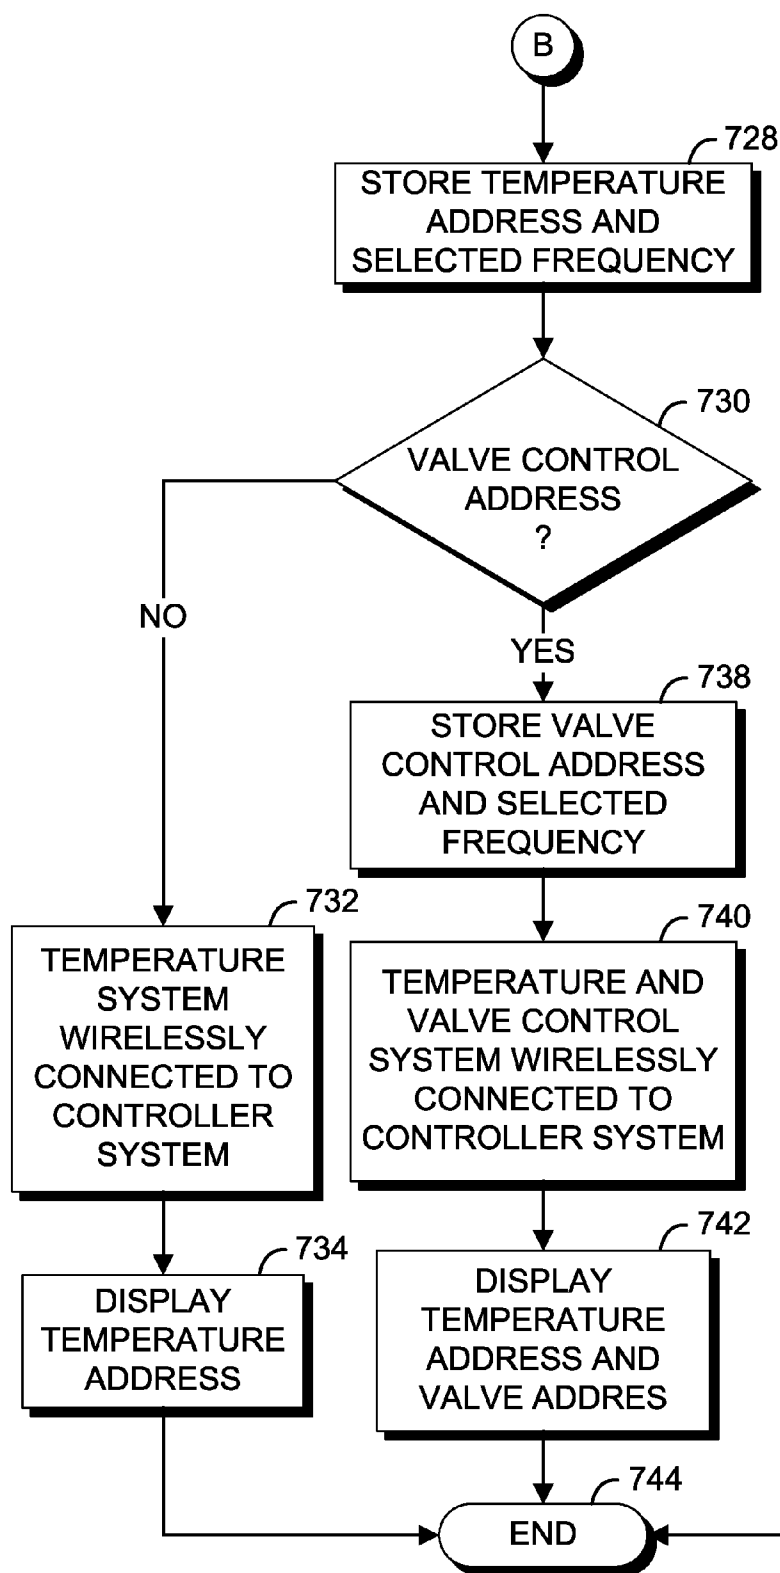 B
728
STORE TEMPERATURE
ADDRESS AND
SELECTED FREQUENCY
730
VALVE CONTROL
ADDRESS
?
NO
YES
738
STORE VALVE
CONTROL ADDRESS
AND SELECTED
FREQUENCY
732
TEMPERATURE
SYSTEM
WIRELESSLY
CONNECTED TO
CONTROLLER
SYSTEM
740
TEMPERATURE AND
VALVE CONTROL
SYSTEM WIRELESSLY
CONNECTED TO
CONTROLLER SYSTEM
734
DISPLAY
TEMPERATURE
ADDRESS
742
DISPLAY
TEMPERATURE
ADDRESS AND
VALVE ADDRES
744
END